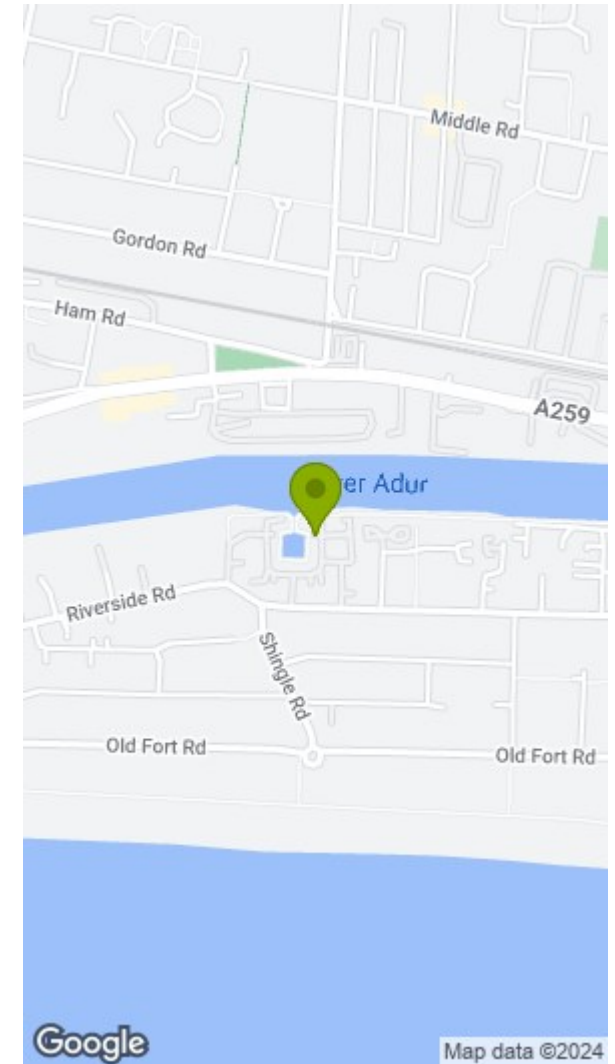 Middle Rd
Gordon Rd
Ham Rd
A259
er Adur
Riverside Rd
Shingle Rd
Old Fort Rd
Old Fort Rd
Google
Map data ©2024